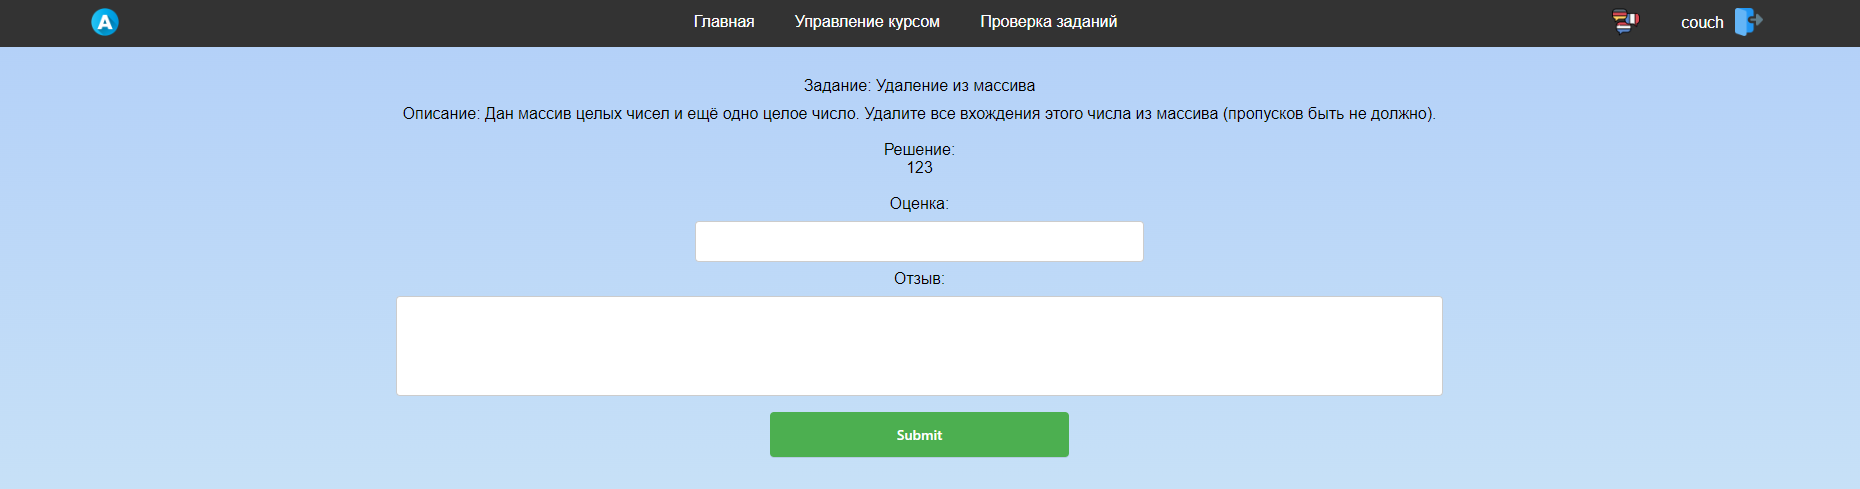 A
Главная Управление курсом Проверка заданий couch
Задание: Удаление из массива
Описание: Дан массив целых чисел и ещё одно целое число. Удалите все вхождения этого числа из массива (пропусков быть не должно).
Решение:
123
Оценка:
Отзыв:
Submit